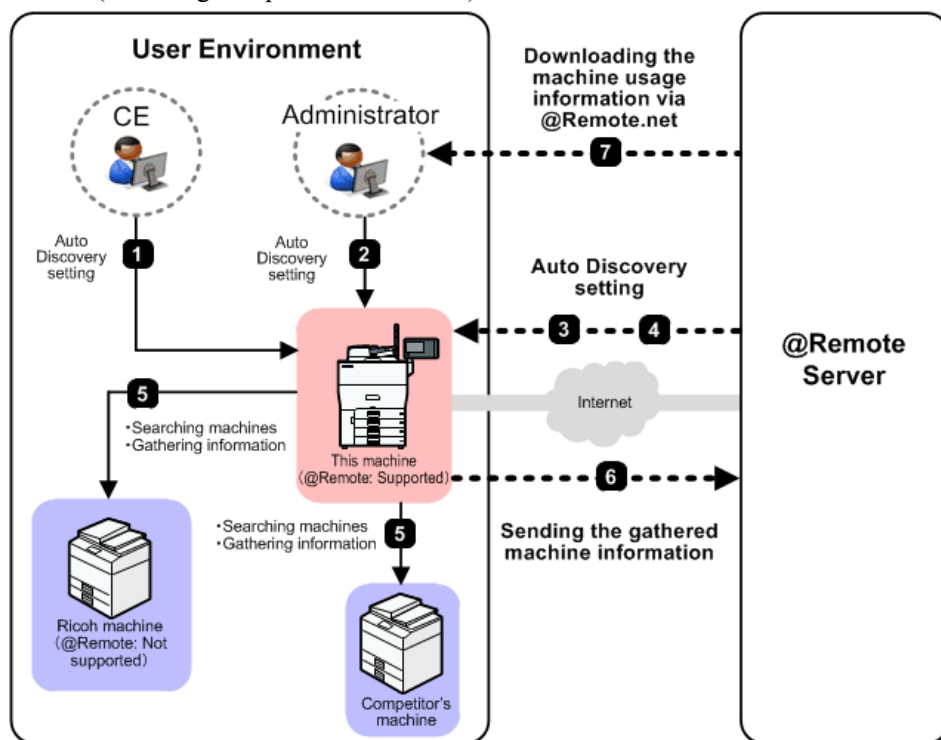 User Environment
CE
Administrator
Downloading the
machine usage
information via
@Remote.net
7
Auto
Discovery
setting
1
Auto
Discovery
setting
2
Auto Discovery
setting
3
4
@Remote
Server
Internet
This machine
(@Remote: Supported)
5
・Searching machines
・Gathering information
6
Sending the gathered
machine information
・Searching machines
・Gathering information
5
Ricoh machine
(@Remote: Not
supported)
Competitor's
machine